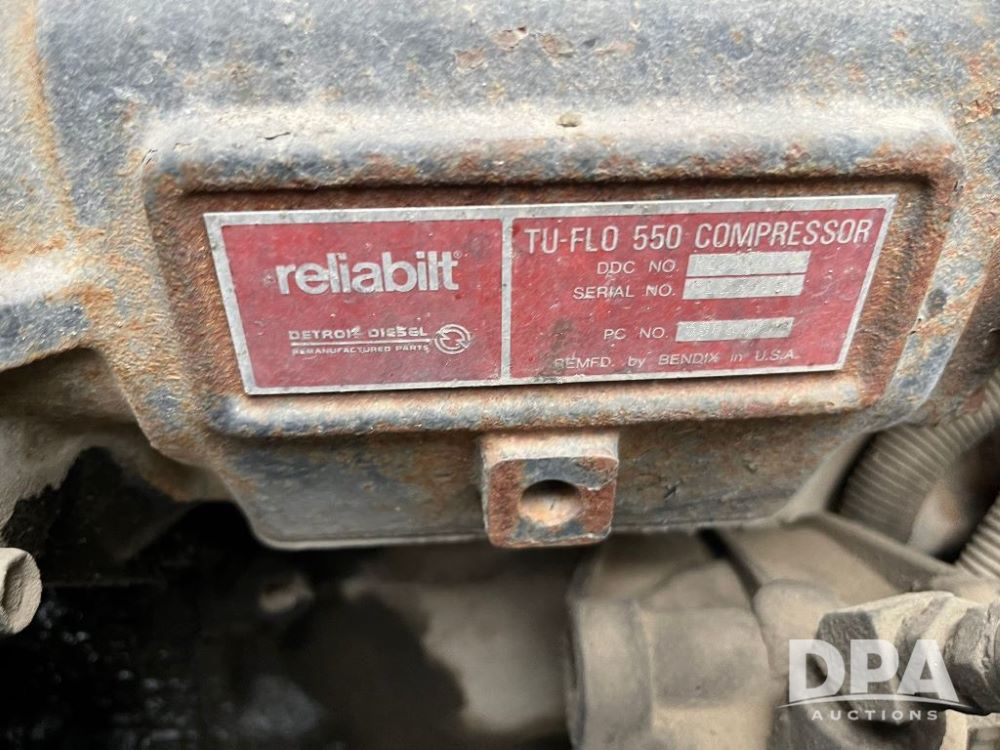 reliabilt®
DETROIT DIESEL
REMANUFACTURED PARTS
TU-FLO 550 COMPRESSOR
DDC NO.
SERIAL NO.
PC NO.
REMFD. by BENDIX in U.S.A.
DPA
AUCTIONS